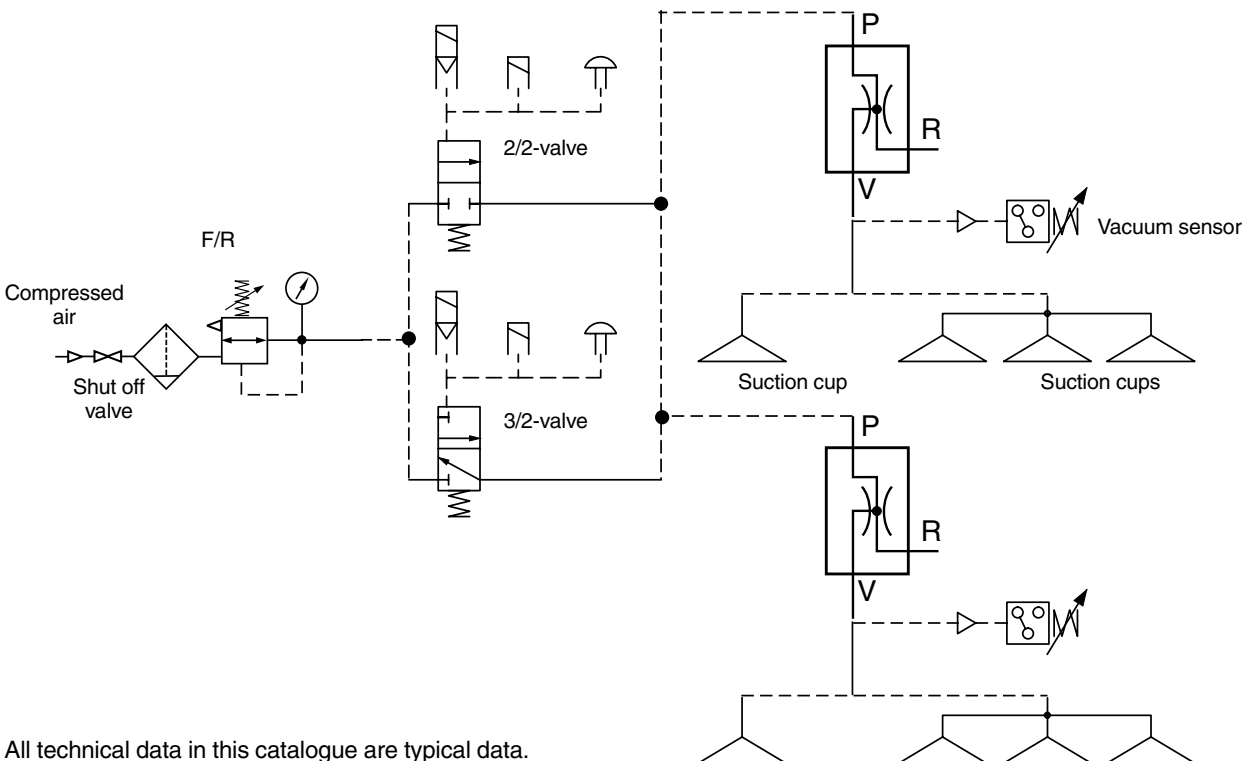 P
R
V
2/2-valve
Vacuum sensor
F/R
Compressed
air
Shut off
valve
Suction cup
Suction cups
3/2-valve
P
R
V
All technical data in this catalogue are typical data.